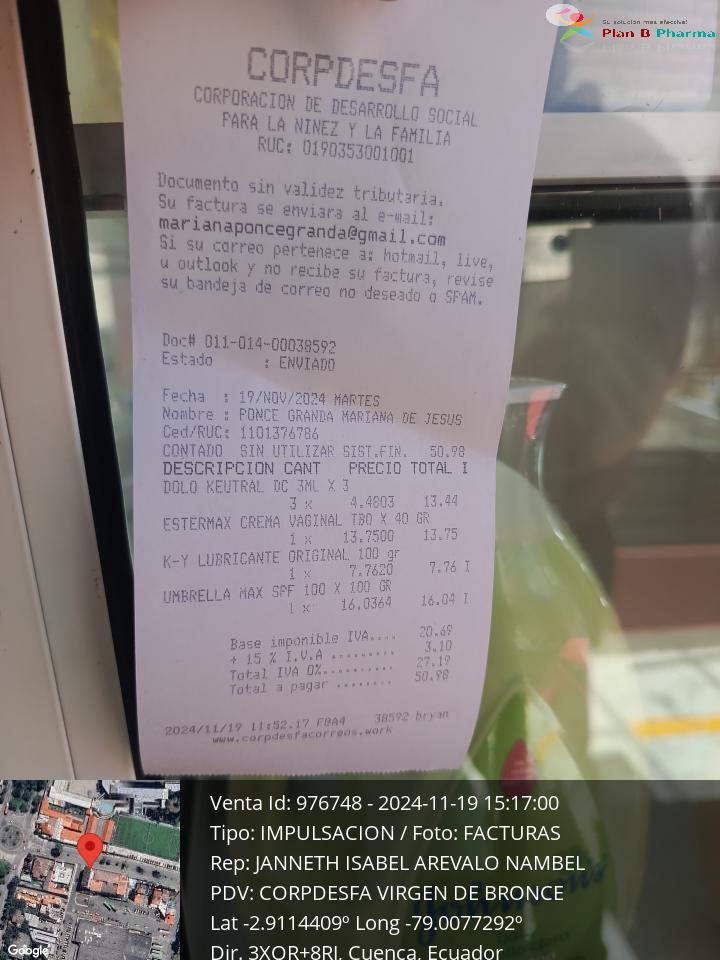 Su solución más efectiva!
Plan B Pharma
CORPDESFA
CORPORACION DE DESARROLLO SOCIAL
PARA LA NINEZ Y LA FAMILIA
RUC: 0190353001001
Documento sin validez tributaria.
Su factura se enviara al e-mail:
marianaponcegranda@gmail.com
Si su correo pertenece a: hotmail, live,
u outlook y no recibe su factura, revise
su bandeja de correo no deseado o SPAM.
Doc# 011-014-00038592
Estado : ENVIADO
Fecha : 19/NOV/2024 MARTES
Nombre : PONCE GRANDA MARIANA DE JESUS
Ced/RUC: 1101376786
CONTADO SIN UTILIZAR SIST.FIN. 50.98
DESCRIPCION CANT PRECIO TOTAL I
DOLO KEUTRAL DC 3ML X 3
3 x 4.4803 13.44
ESTERMAX CREMA VAGINAL TBO X 40 GR
1 x 13.7500 13.75
K-Y LUBRICANTE ORIGINAL 100 gr
1 x 7.7620 7.76 I
UMBRELLA MAX SPF 100 X 100 GR
1 x 16.0364 16.04 I
Base imponible IVA.... 20.69
+ 15 % I.V.A ......... 3.10
Total IVA 0%.......... 27.19
Total a pagar ........ 50.98
2024/11/19 11:52.17 FBA4 38592 bryan
www.corpdesfacorreos.work
Venta Id: 976748 - 2024-11-19 15:17:00
Tipo: IMPULSACION / Foto: FACTURAS
Rep: JANNETH ISABEL AREVALO NAMBEL
PDV: CORPDESFA VIRGEN DE BRONCE
Lat -2.9114409º Long -79.0077292º
Dir. 3XQR+8RJ, Cuenca, Ecuador
Google